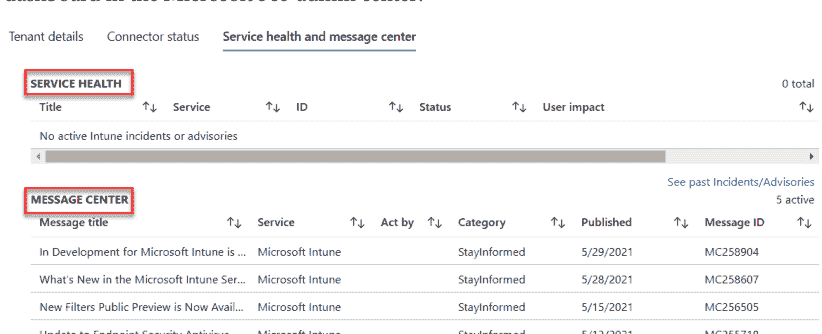 Tenant details Connector status Service health and message center
SERVICE HEALTH 0 total
Title Service ID Status User impact
No active Intune incidents or advisories
See past Incidents/Advisories
MESSAGE CENTER 5 active
Message title Service Act by Category Published Message ID
In Development for Microsoft Intune is ... Microsoft Intune StayInformed 5/29/2021 MC258904
What's New in the Microsoft Intune Ser... Microsoft Intune StayInformed 5/28/2021 MC258607
New Filters Public Preview is Now Avail... Microsoft Intune StayInformed 5/15/2021 MC256505